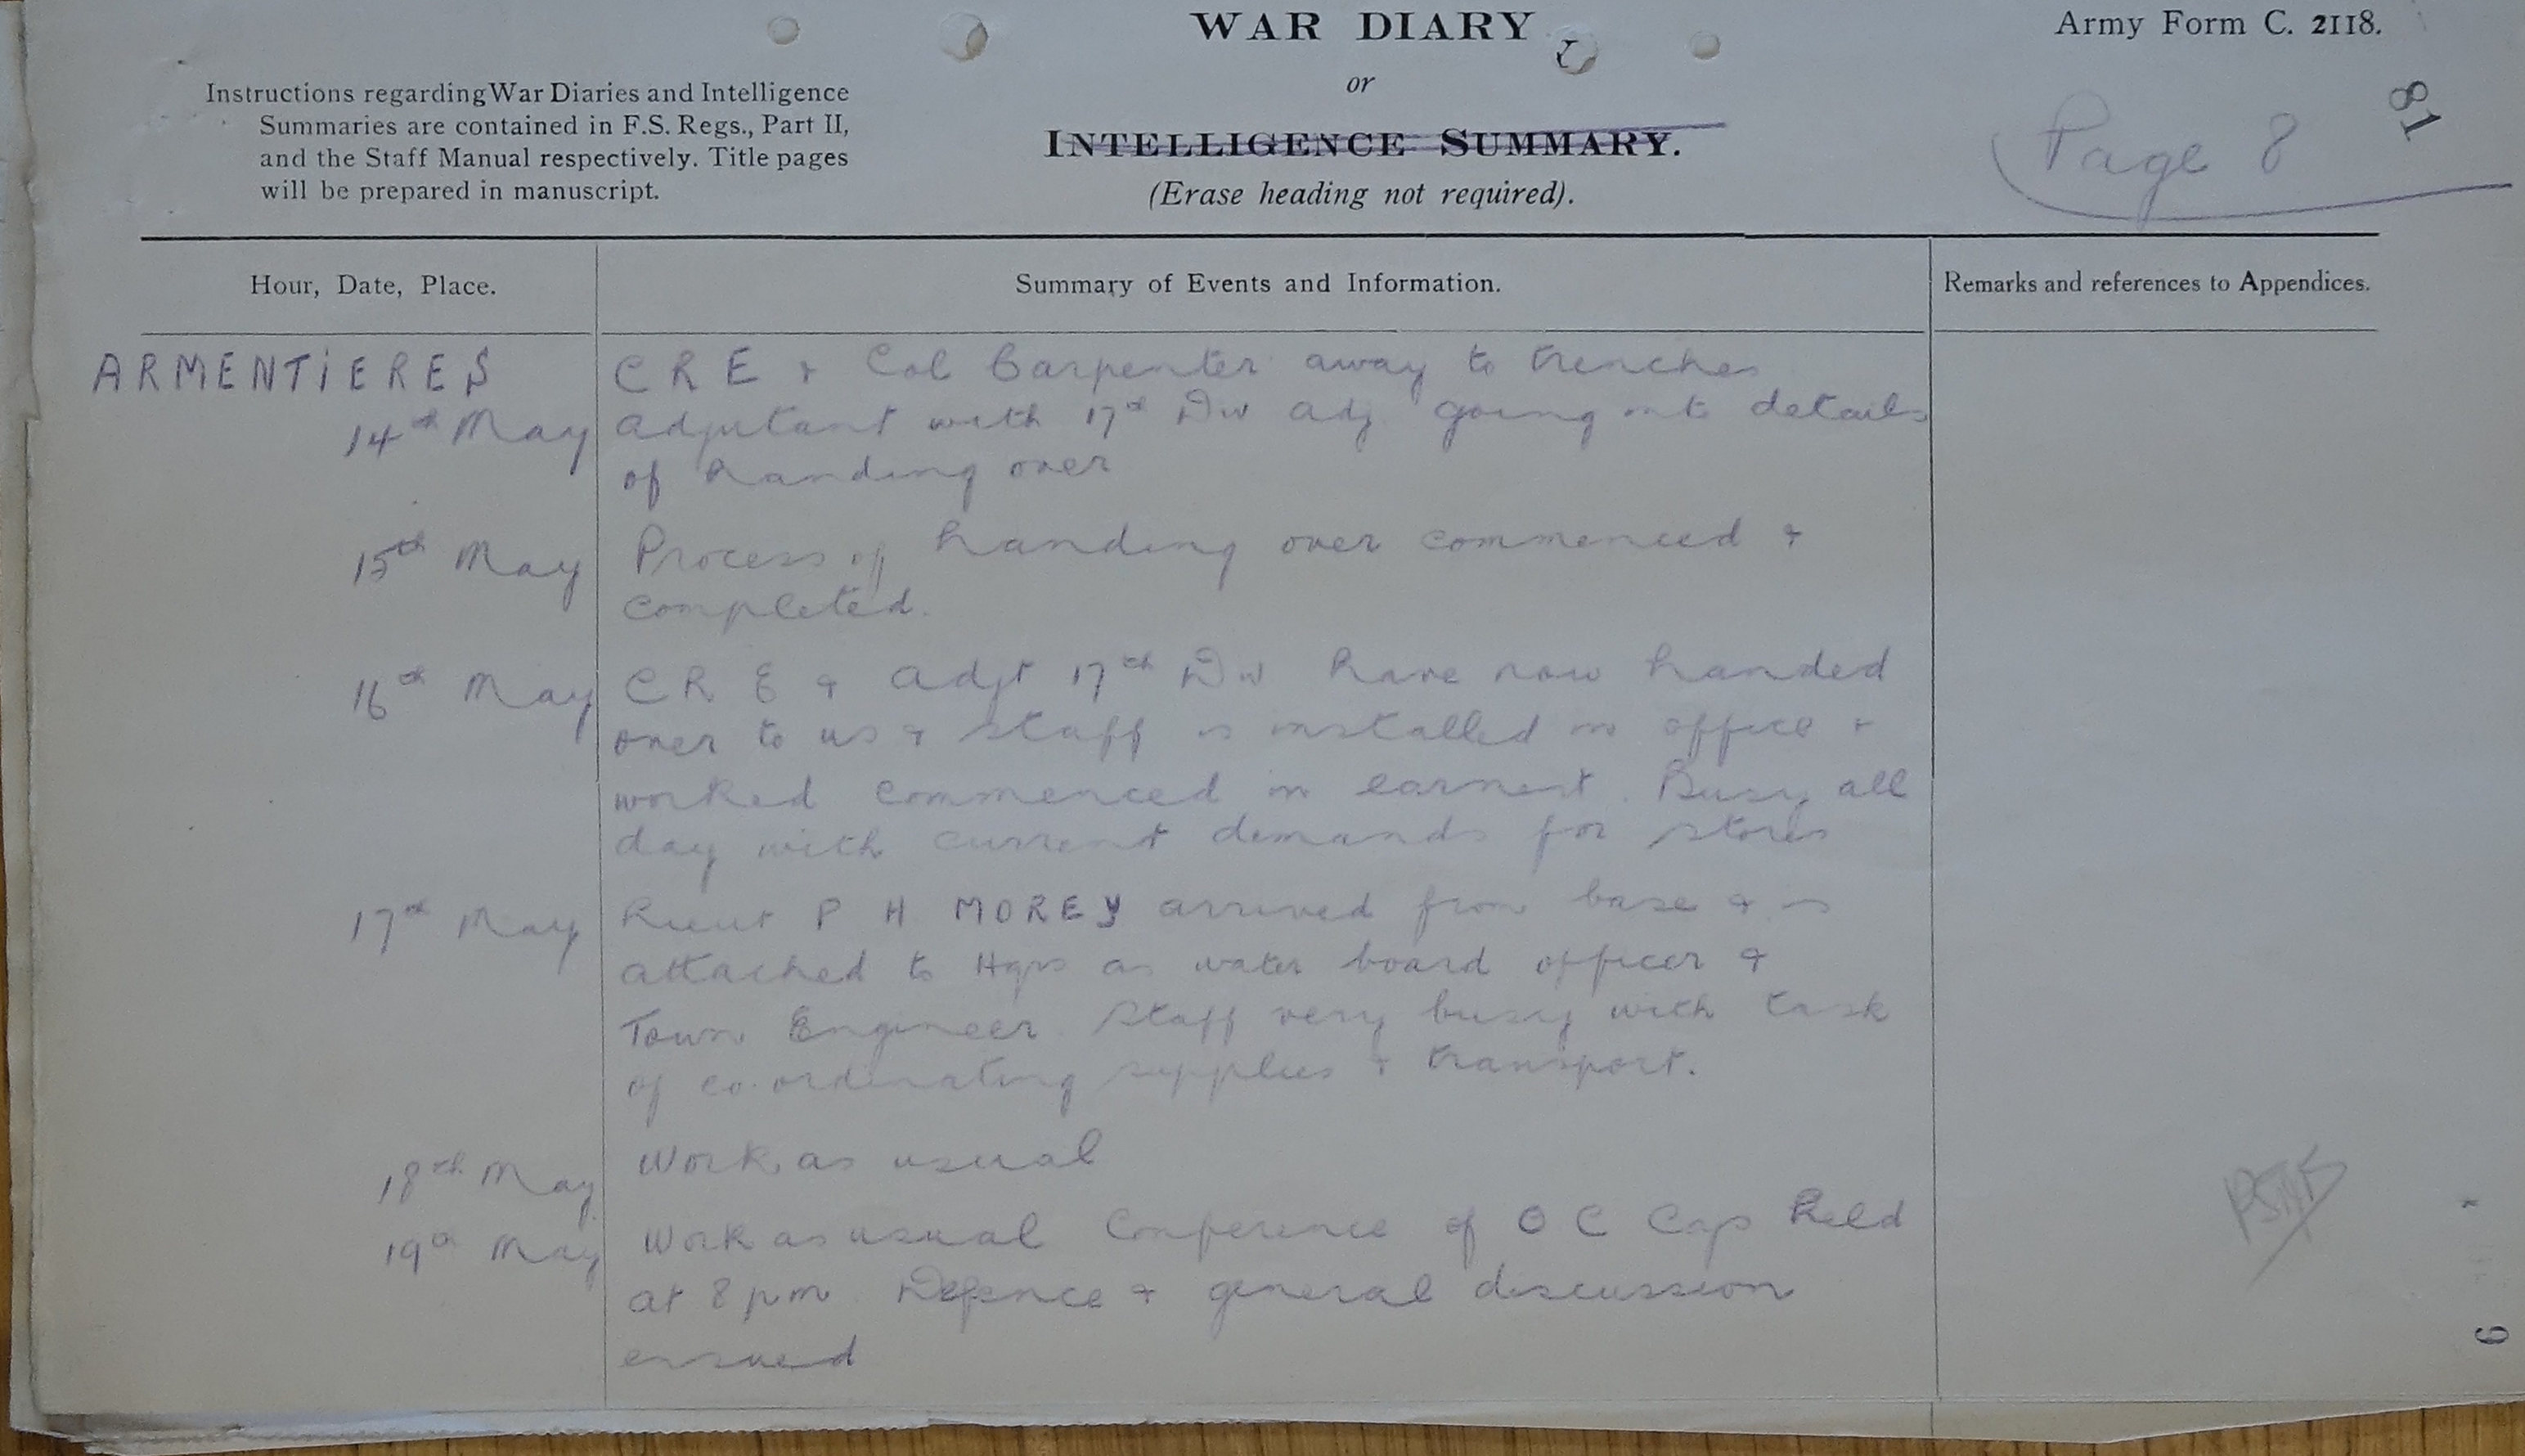 WAR DIARY
or
INTELLIGENCE SUMMARY.
(Erase heading not required).
Army Form C. 2118.
Instructions regarding War Diaries and Intelligence
Summaries are contained in F.S. Regs., Part II,
and the Staff Manual respectively. Title pages
will be prepared in manuscript.
81
Page 8
Hour, Date, Place.
Summary of Events and Information.
Remarks and references to Appendices.
ARMENTIERES
C R E + Col Carpenter away to trenches
14th May
Adjutant with 17th Div adj going into details
of handing over
15th May
Process of handing over commenced +
completed.
16th May
C R E + Adjt 17th Div have now handed
over to us + staff is installed in office +
worked commenced in earnest. Busy all
day with current demands for stores
17th May
Lieut P H MOREY arrived from base + is
attached to Hqrs as water board officer +
Town Engineer. Staff very busy with task
of co-ordinating supplies + transport.
18th May
Work as usual
19th May
Work as usual Conference of O C Coys Held
at 8 pm. Defence + general discussion
ensued
9